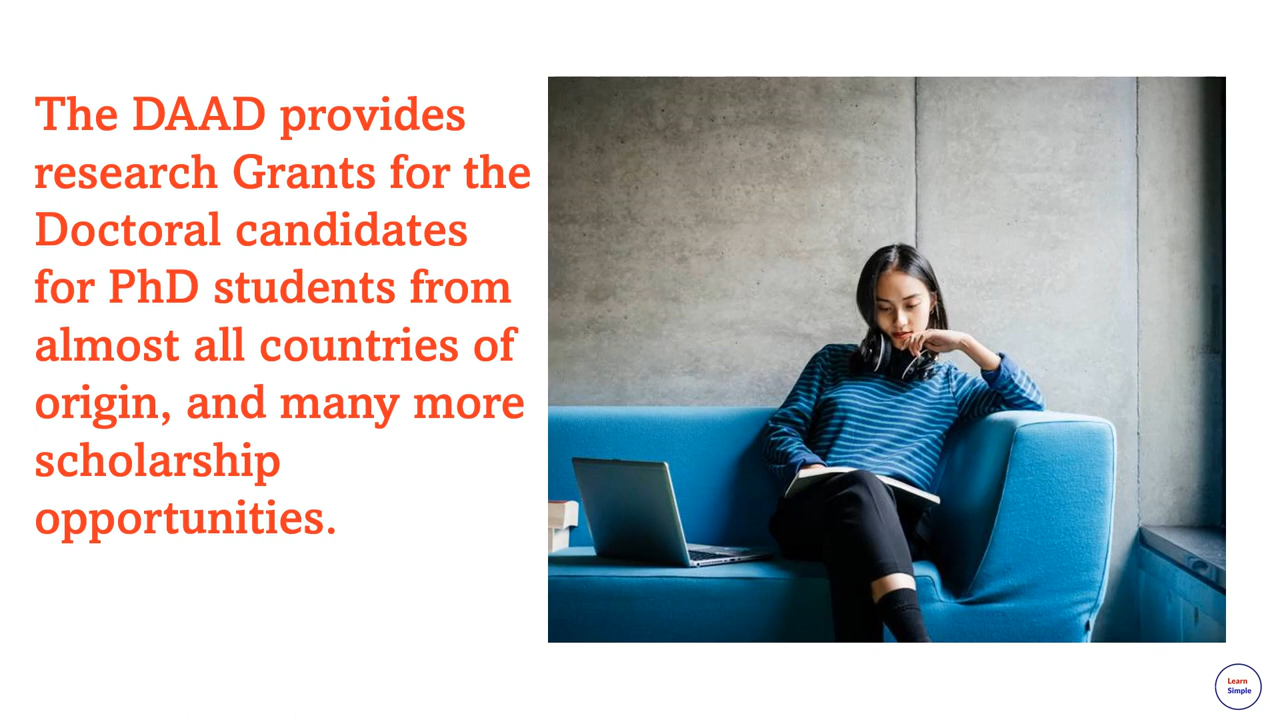 The DAAD provides
research Grants for the
Doctoral candidates
for PhD students from
almost all countries of
origin, and many more
scholarship
opportunities.
Learn
Simple